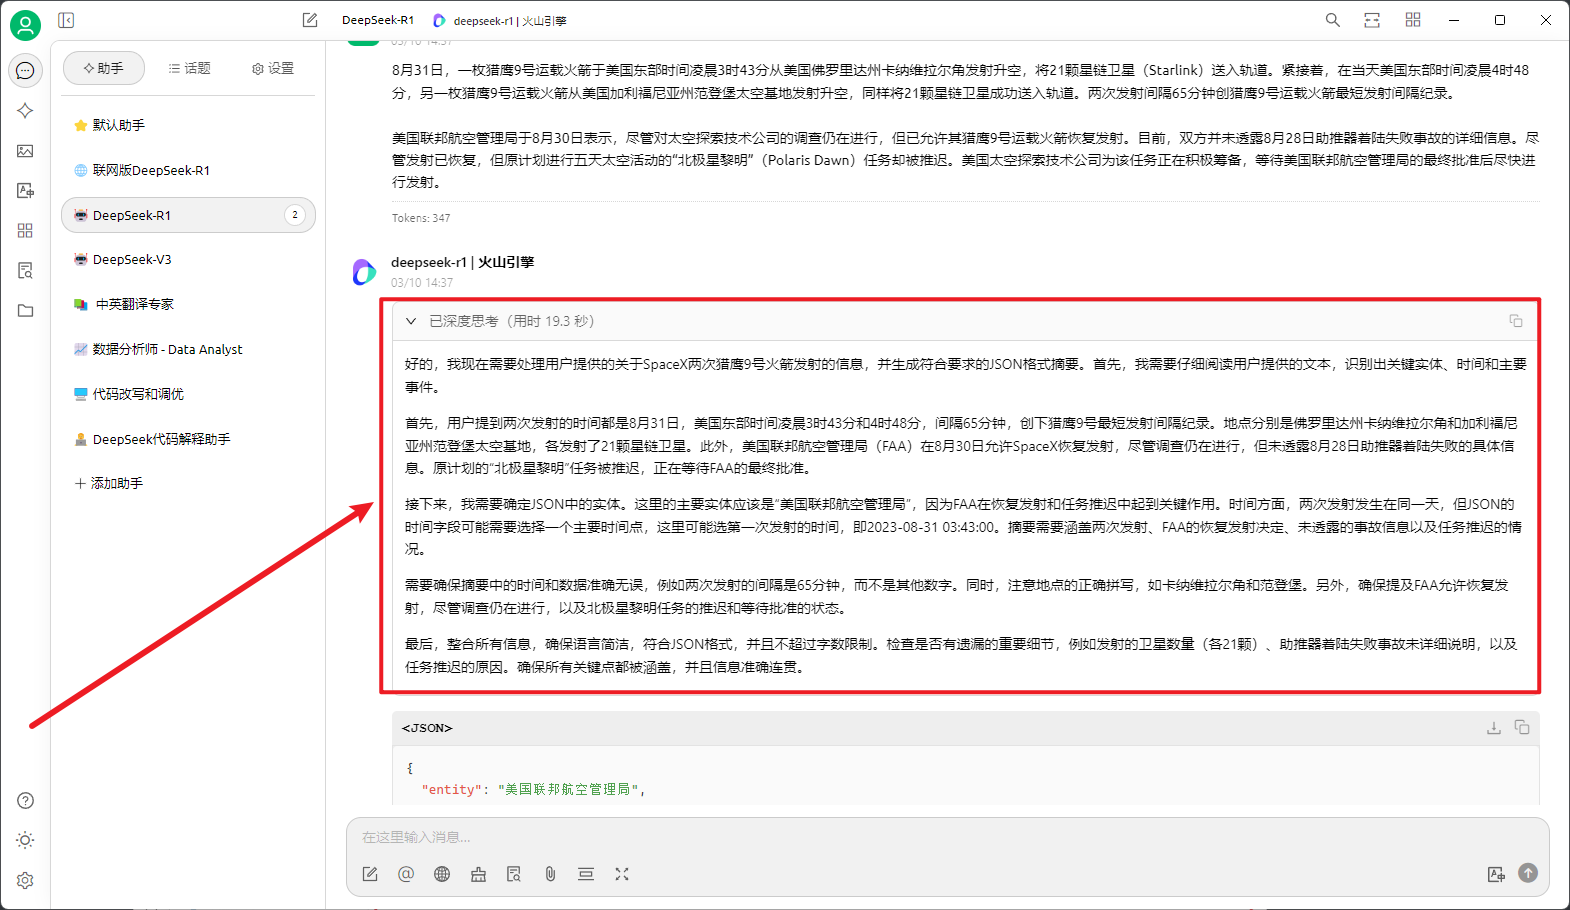 DeepSeek-R1
deepseek-r1 | 火山引擎
助手
话题
设置
默认助手
联网版DeepSeek-R1
DeepSeek-R1
2
DeepSeek-V3
中英翻译专家
数据分析师 - Data Analyst
代码改写和调优
DeepSeek代码解释助手
添加助手
03/10 14:37
8月31日，一枚猎鹰9号运载火箭于美国东部时间凌晨3时43分从美国佛罗里达州卡纳维拉尔角发射升空，将21颗星链卫星（Starlink）送入轨道。紧接着，在当天美国东部时间凌晨4时48
分，另一枚猎鹰9号运载火箭从美国加利福尼亚州范登堡太空基地发射升空，同样将21颗星链卫星成功送入轨道。两次发射间隔65分钟创猎鹰9号运载火箭最短发射间隔纪录。
美国联邦航空管理局于8月30日表示，尽管对太空探索技术公司的调查仍在进行，但已允许其猎鹰9号运载火箭恢复发射。目前，双方并未透露8月28日助推器着陆失败事故的详细信息。尽
管发射已恢复，但原计划进行五天太空活动的“北极星黎明”（Polaris Dawn）任务却被推迟。美国太空探索技术公司为该任务正在积极筹备，等待美国联邦航空管理局的最终批准后尽快进
行发射。
Tokens: 347
deepseek-r1 | 火山引擎
03/10 14:37
已深度思考（用时 19.3 秒）
好的，我现在需要处理用户提供的关于SpaceX两次猎鹰9号火箭发射的信息，并生成符合要求的JSON格式摘要。首先，我需要仔细阅读用户提供的文本，识别出关键实体、时间和主要
事件。
首先，用户提到两次发射的时间都是8月31日，美国东部时间凌晨3时43分和4时48分，间隔65分钟，创下猎鹰9号最短发射间隔纪录。地点分别是佛罗里达州卡纳维拉尔角和加利福尼
亚州范登堡太空基地，各发射了21颗星链卫星。此外，美国联邦航空管理局（FAA）在8月30日允许SpaceX恢复发射，尽管调查仍在进行，但未透露8月28日助推器着陆失败的具体信
息。原计划的“北极星黎明”任务被推迟，正在等待FAA的最终批准。
接下来，我需要确定JSON中的实体。这里的主要实体应该是“美国联邦航空管理局”，因为FAA在恢复发射和任务推迟中起到关键作用。时间方面，两次发射发生在同一天，但JSON的
时间字段可能需要选择一个主要时间点，这里可能选第一次发射的时间，即2023-08-31 03:43:00。摘要需要涵盖两次发射、FAA的恢复发射决定、未透露的事故信息以及任务推迟的情
况。
需要确保摘要中的时间和数据准确无误，例如两次发射的间隔是65分钟，而不是其他数字。同时，注意地点的正确拼写，如卡纳维拉尔角和范登堡。另外，确保提及FAA允许恢复发
射，尽管调查仍在进行，以及北极星黎明任务的推迟和等待批准的状态。
最后，整合所有信息，确保语言简洁，符合JSON格式，并且不超过字数限制。检查是否有遗漏的重要细节，例如发射的卫星数量（各21颗）、助推器着陆失败事故未详细说明，以及
任务推迟的原因。确保所有关键点都被涵盖，并且信息准确连贯。
<JSON>
{
"entity": "美国联邦航空管理局",
在这里输入消息...